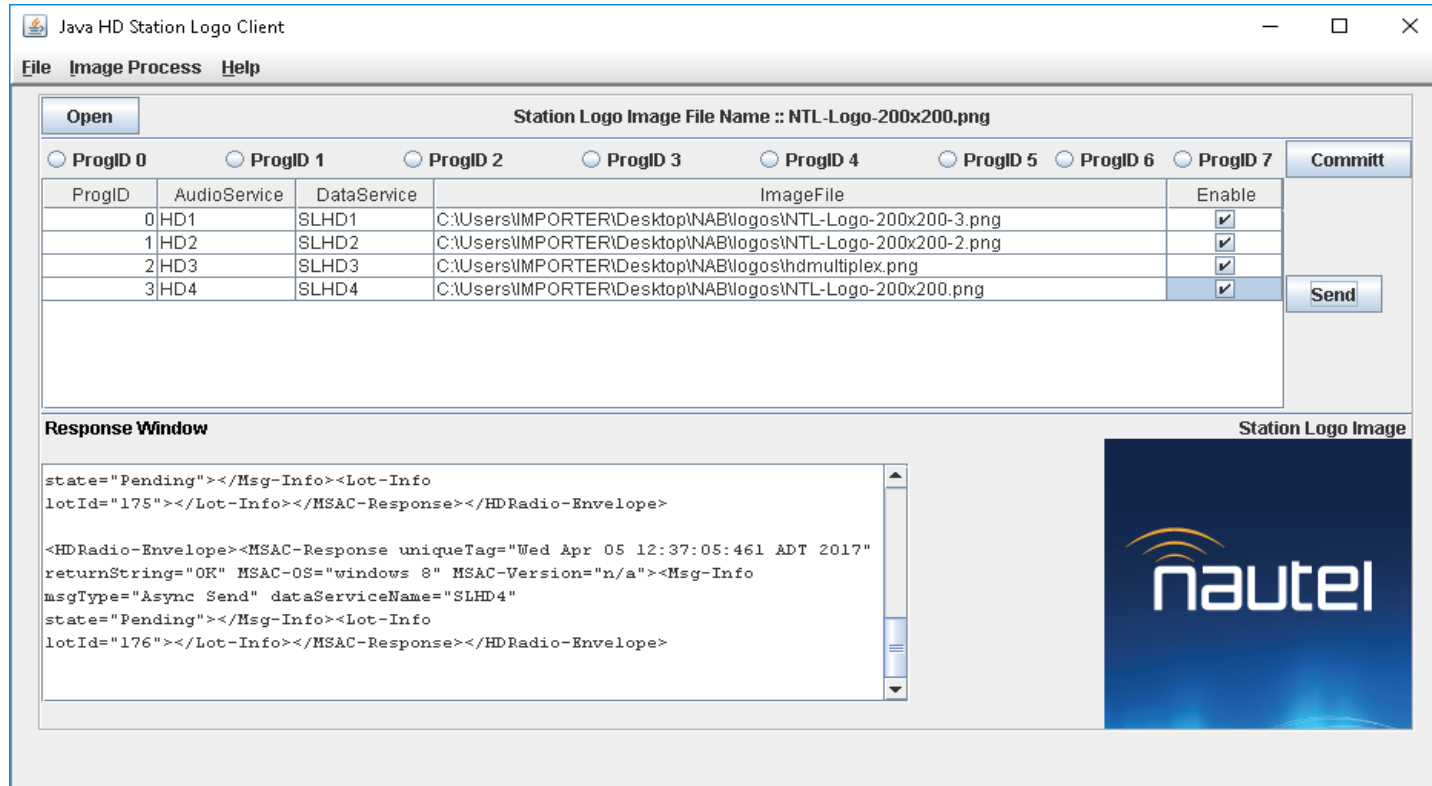 Java HD Station Logo Client
File Image Process Help
Open Station Logo Image File Name :: NTL-Logo-200x200.png
ProgID 0 ProgID 1 ProgID 2 ProgID 3 ProgID 4 ProgID 5 ProgID 6 ProgID 7 Committ
ProgID AudioService DataService ImageFile Enable
0 HD1 SLHD1 C:\Users\IMPORTER\Desktop\NAB\logos\NTL-Logo-200x200-3.png
1 HD2 SLHD2 C:\Users\IMPORTER\Desktop\NAB\logos\NTL-Logo-200x200-2.png
2 HD3 SLHD3 C:\Users\IMPORTER\Desktop\NAB\logos\hdmultiplex.png
3 HD4 SLHD4 C:\Users\IMPORTER\Desktop\NAB\logos\NTL-Logo-200x200.png
Send
Response Window
state="Pending"></Msg-Info><Lot-Info
lotId="175"></Lot-Info></MSAC-Response></HDRadio-Envelope>
<HDRadio-Envelope><MSAC-Response uniqueTag="Wed Apr 05 12:37:05:461 ADT 2017"
returnString="OK" MSAC-OS="windows 8" MSAC-Version="n/a"><Msg-Info
msgType="Async Send" dataServiceName="SLHD4"
state="Pending"></Msg-Info><Lot-Info
lotId="176"></Lot-Info></MSAC-Response></HDRadio-Envelope>
Station Logo Image
nautel